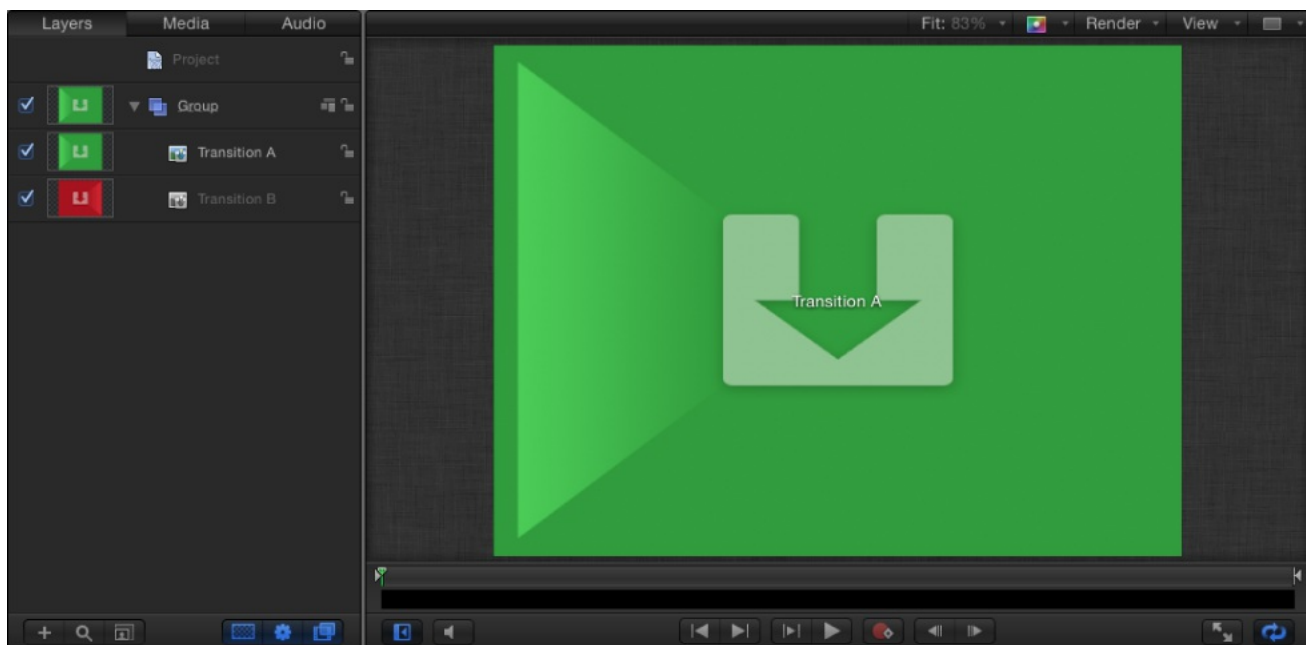 Layers Media Audio
Fit: 83% Render View
Project
Group
Transition A
Transition B
Transition A